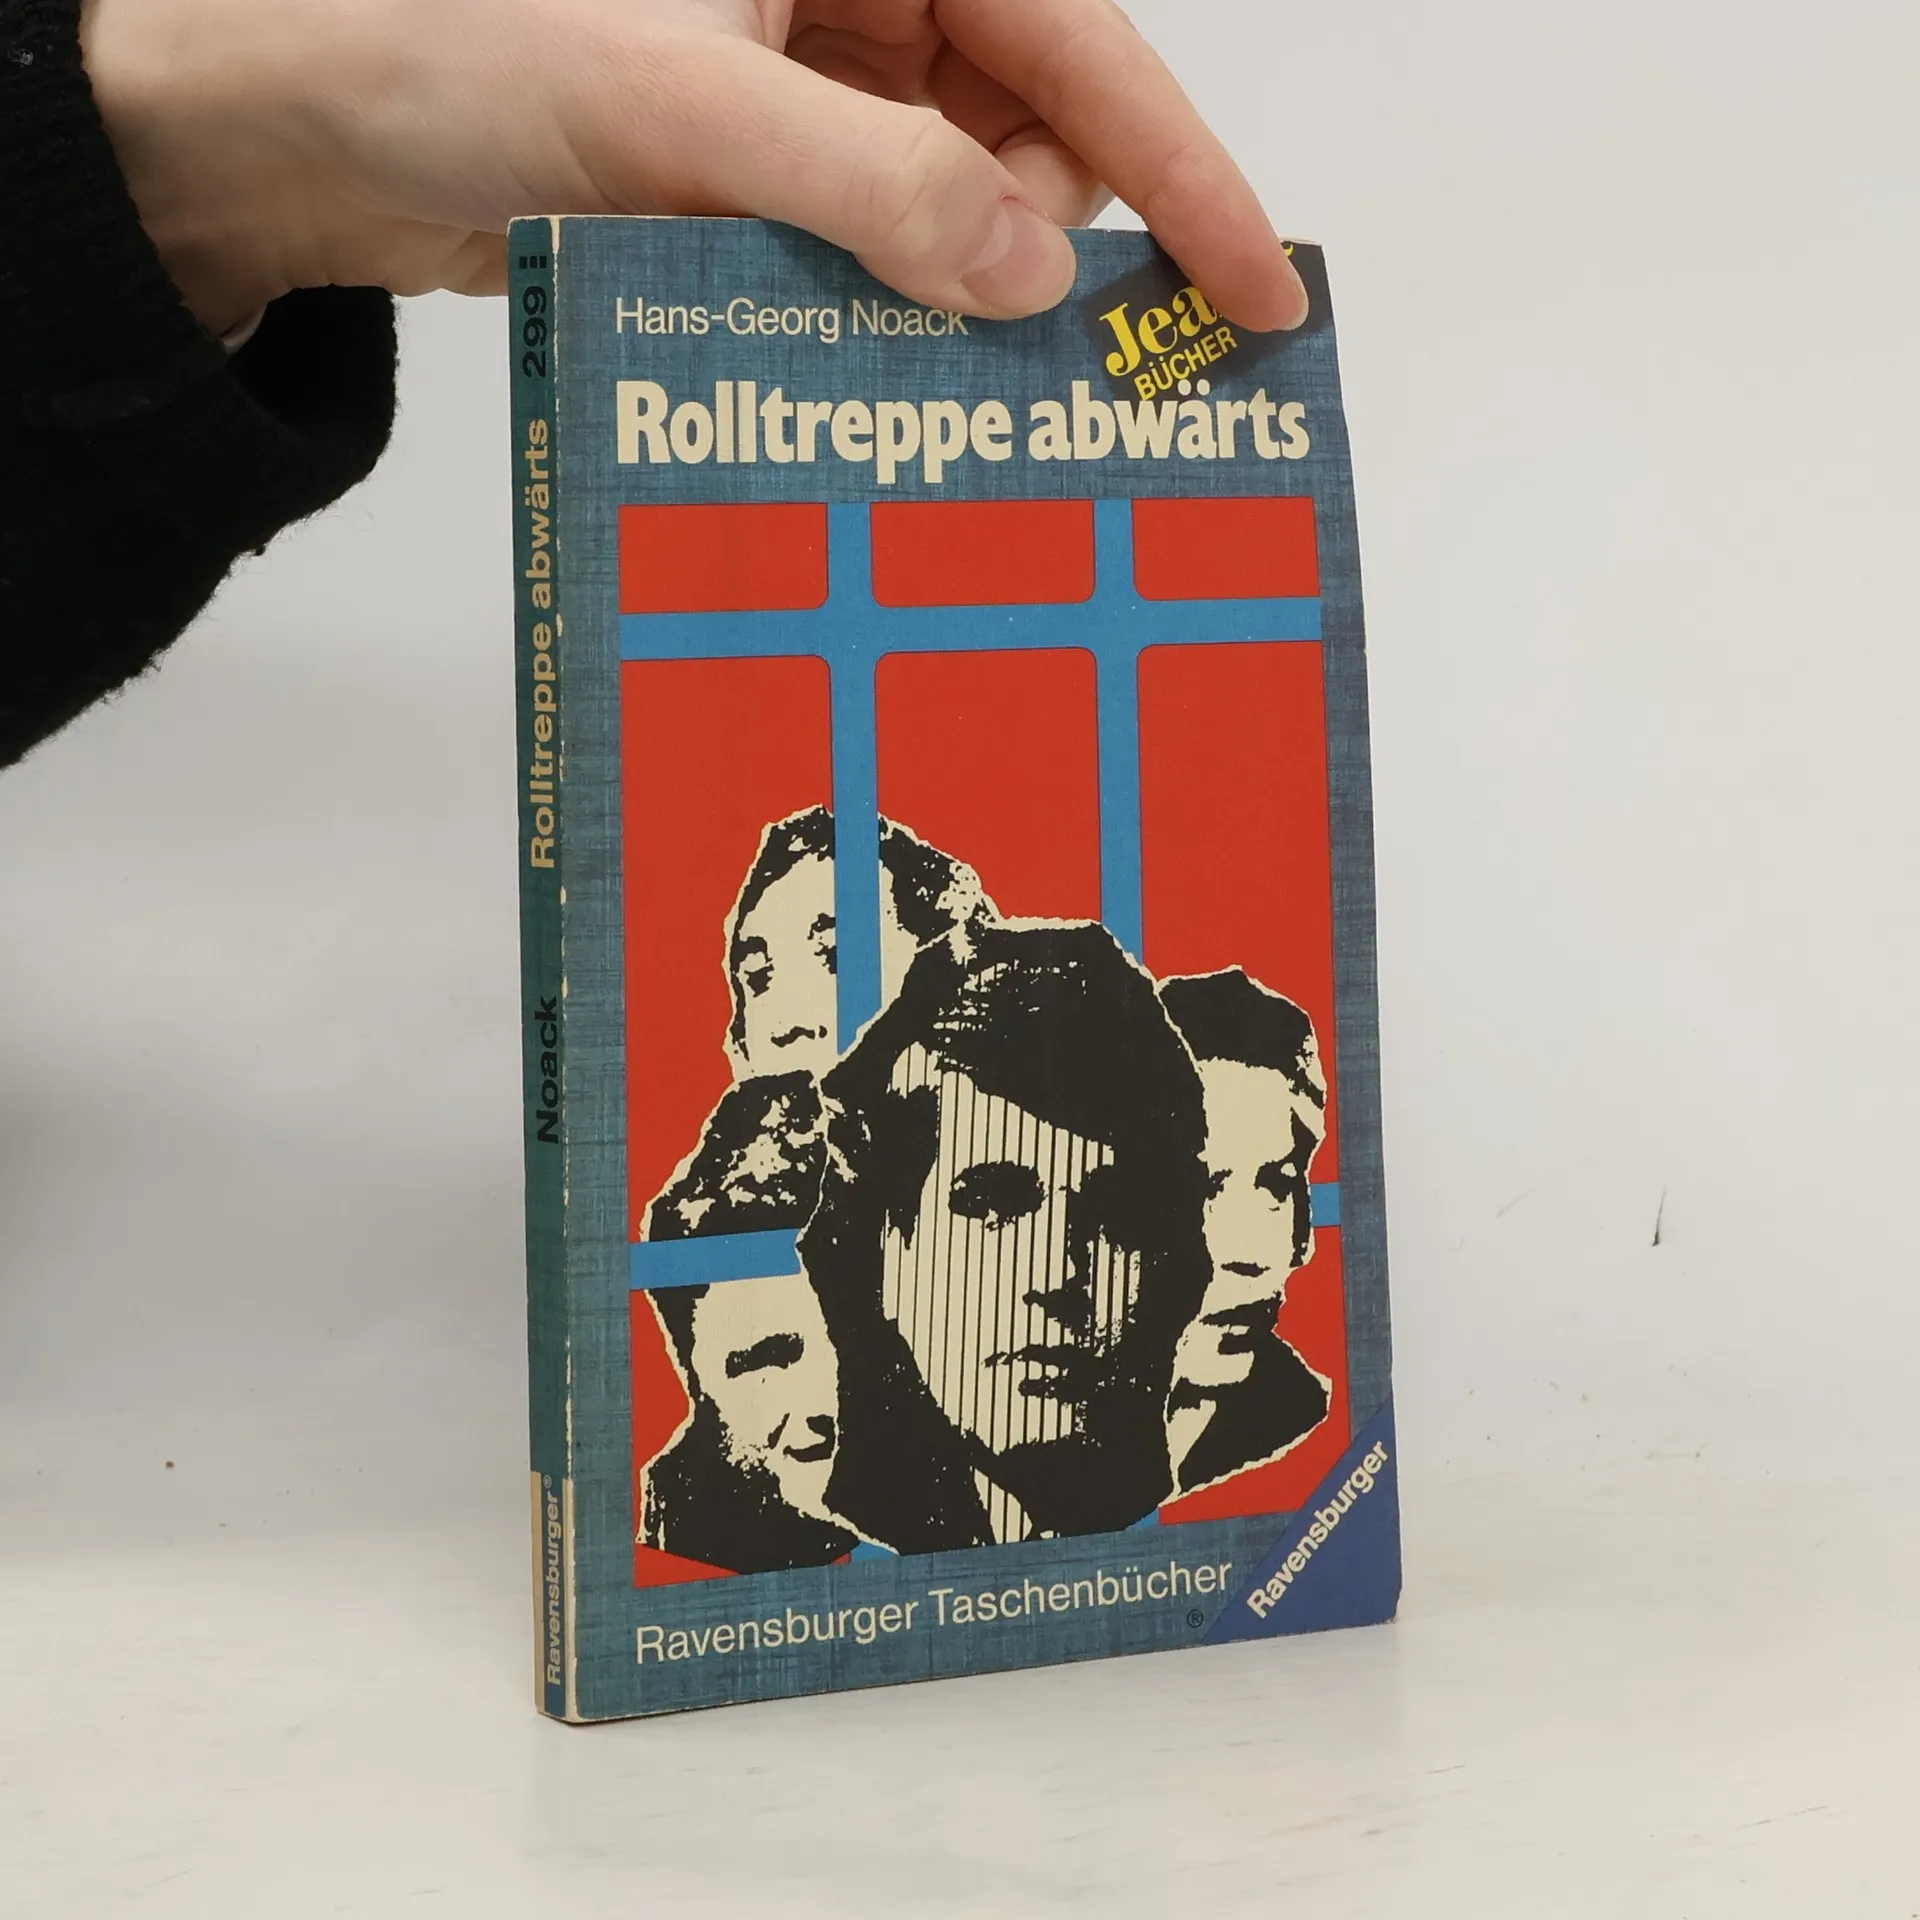 Hans-Georg Noack
BÜCHER
Rolltreppe abwärts
Ravensburger Taschenbücher
®
Ravensburger
299
Rolltreppe abwärts
Noack
Ravensburger®